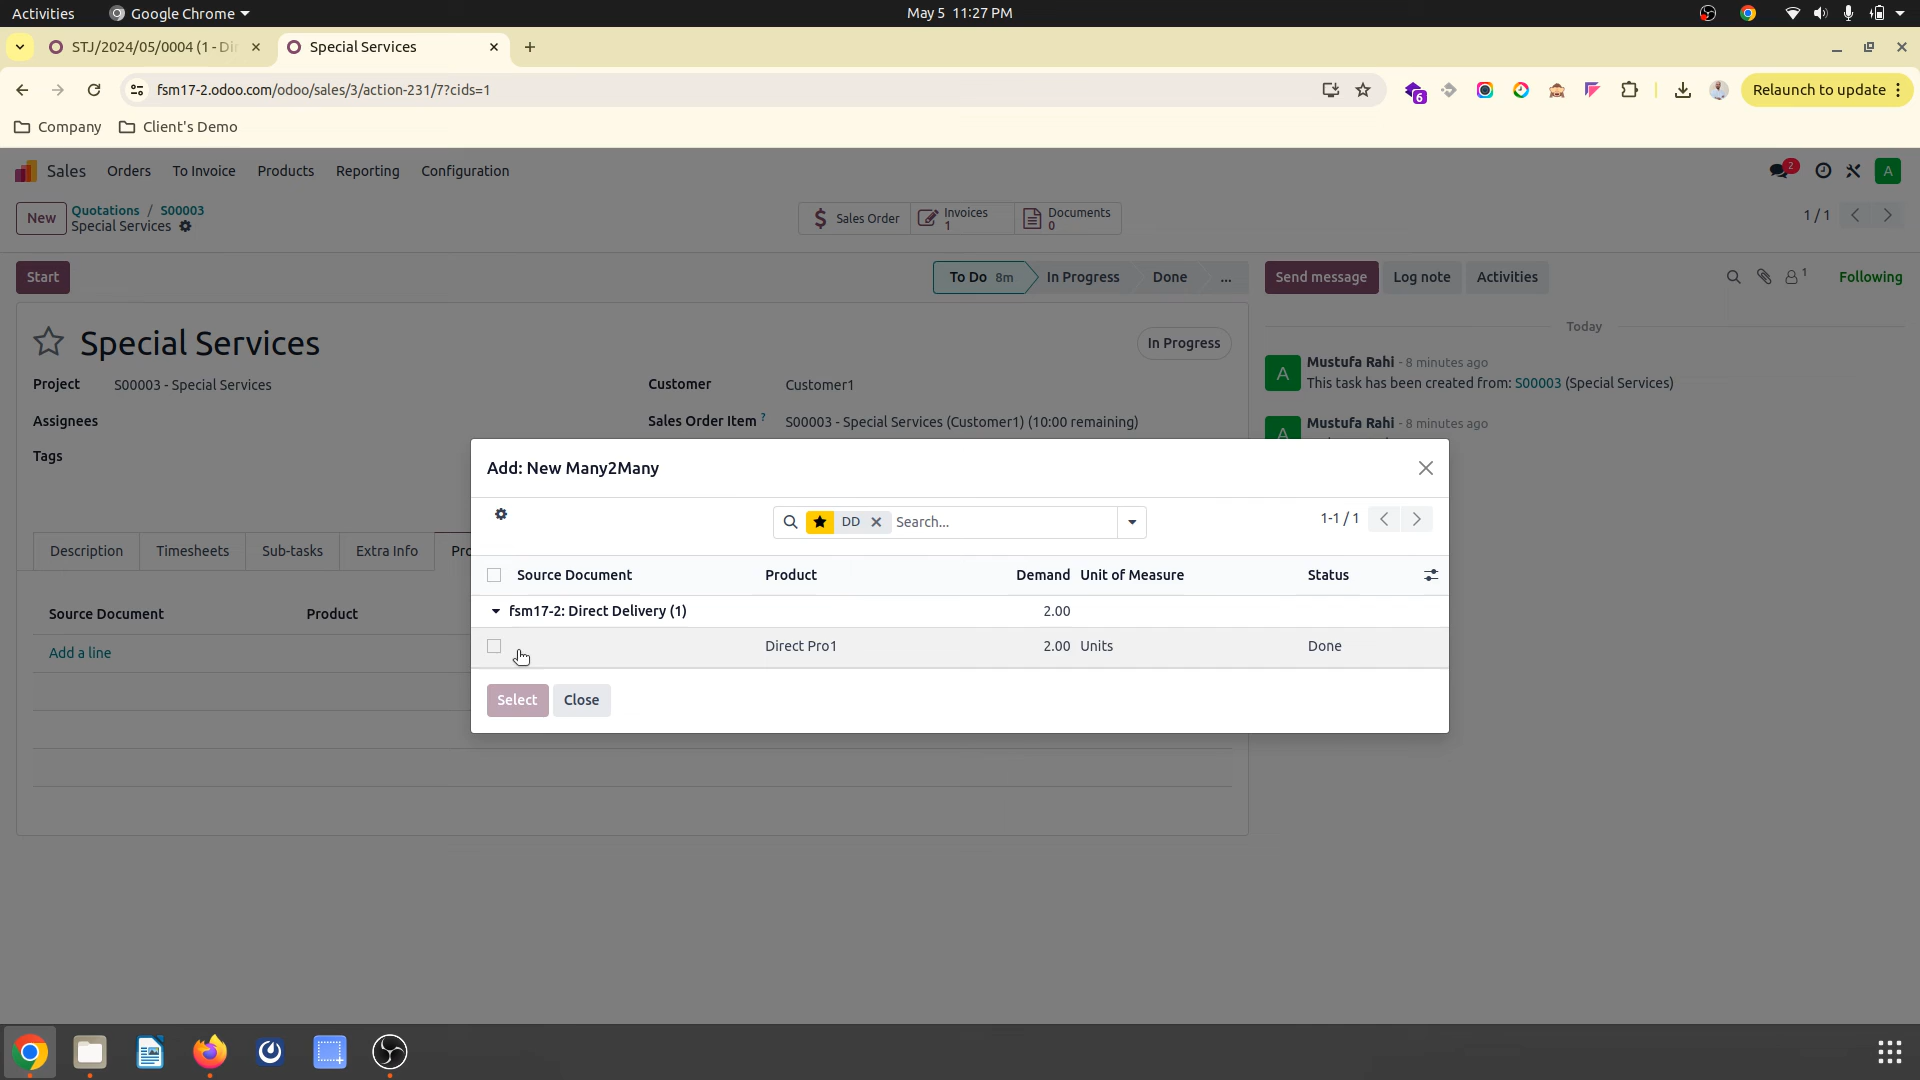 Activities
Google Chrome
May 5 11:27 PM
STJ/2024/05/0004 (1 - Di
Special Services
fsm17-2.odoo.com/odoo/sales/3/action-231/7?cids=1
6
Relaunch to update
Company
Client's Demo
Sales
Orders
To Invoice
Products
Reporting
Configuration
2
A
New
Quotations / S00003
Special Services
Sales Order
Invoices
1
Documents
0
1 / 1
Start
To Do 8m
In Progress
Done
...
Send message
Log note
Activities
1
Following
Special Services
In Progress
Today
Project
S00003 - Special Services
Customer
Customer1
A
Mustufa Rahi - 8 minutes ago
This task has been created from: S00003 (Special Services)
Assignees
Sales Order Item ?
S00003 - Special Services (Customer1) (10:00 remaining)
A
Mustufa Rahi - 8 minutes ago
Tags
Add: New Many2Many
DD
Search...
1-1 / 1
Description
Timesheets
Sub-tasks
Extra Info
Pro
Source Document
Product
Demand
Unit of Measure
Status
fsm17-2: Direct Delivery (1)
2.00
Direct Pro1
2.00
Units
Done
Select
Close
Source Document
Product
Add a line